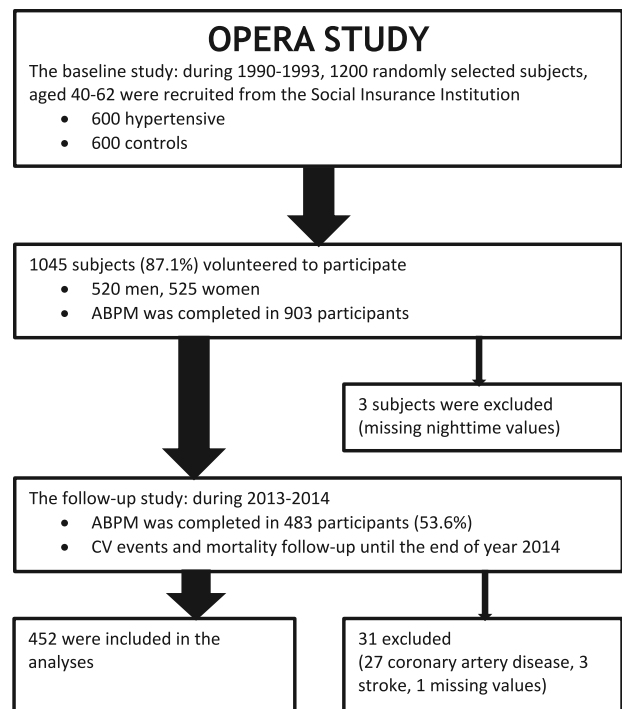 OPERA STUDY
The baseline study: during 1990-1993, 1200 randomly selected subjects,
aged 40-62 were recruited from the Social Insurance Institution
• 600 hypertensive
• 600 controls
1045 subjects (87.1%) volunteered to participate
• 520 men, 525 women
• ABPM was completed in 903 participants
3 subjects were excluded
(missing nighttime values)
The follow-up study: during 2013-2014
• ABPM was completed in 483 participants (53.6%)
• CV events and mortality follow-up until the end of year 2014
452 were included in the
analyses
31 excluded
(27 coronary artery disease, 3
stroke, 1 missing values)